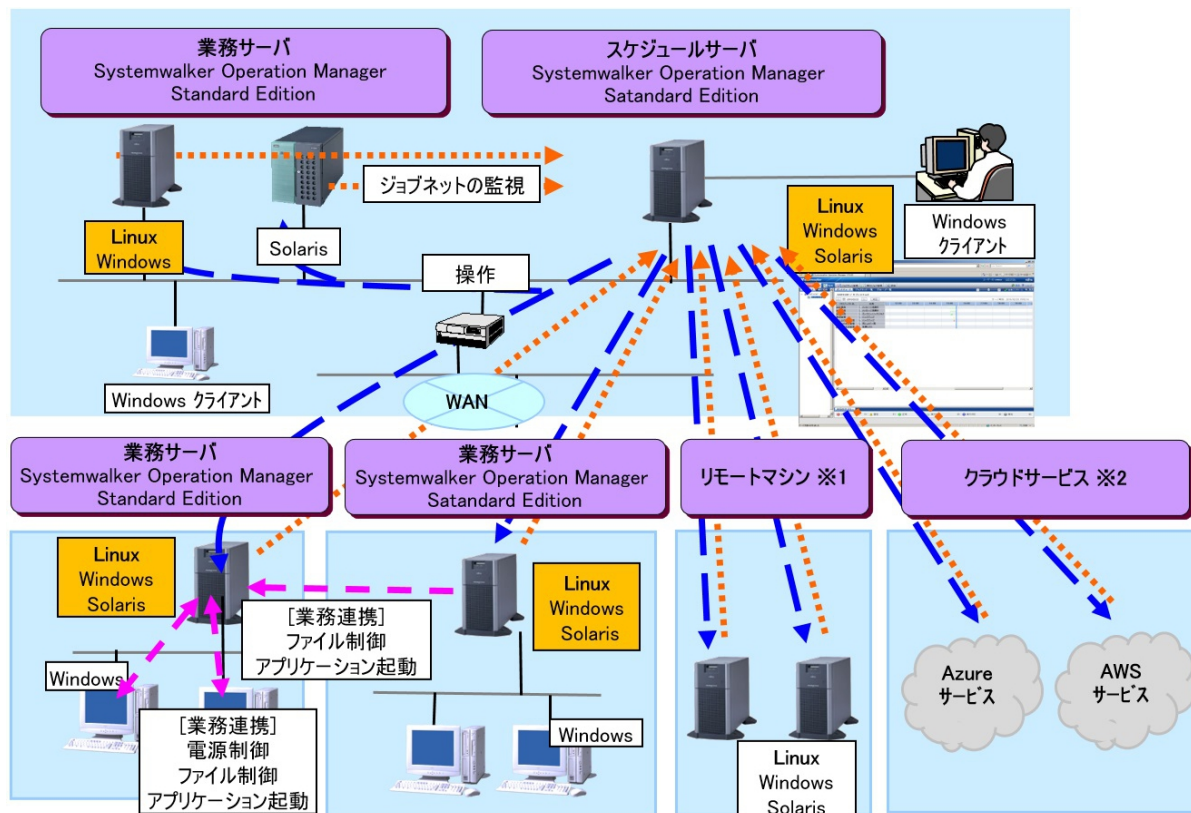 業務サーバ
Systemwalker Operation Manager
Standard Edition
スケジュールサーバ
Systemwalker Operation Manager
Satandard Edition
ジョブネットの監視
Linux
Windows
Solaris
操作
Linux
Windows
Solaris
Windows
クライアント
Windows クライアント
WAN
業務サーバ
Systemwalker Operation Manager
Standard Edition
業務サーバ
Systemwalker Operation Manager
Satandard Edition
リモートマシン ※1
クラウドサービス ※2
Linux
Windows
Solaris
[業務連携]
ファイル制御
アプリケーション起動
Linux
Windows
Solaris
Windows
[業務連携]
電源制御
ファイル制御
アプリケーション起動
Windows
Linux
Windows
Solaris
Azure
サービス
AWS
サービス